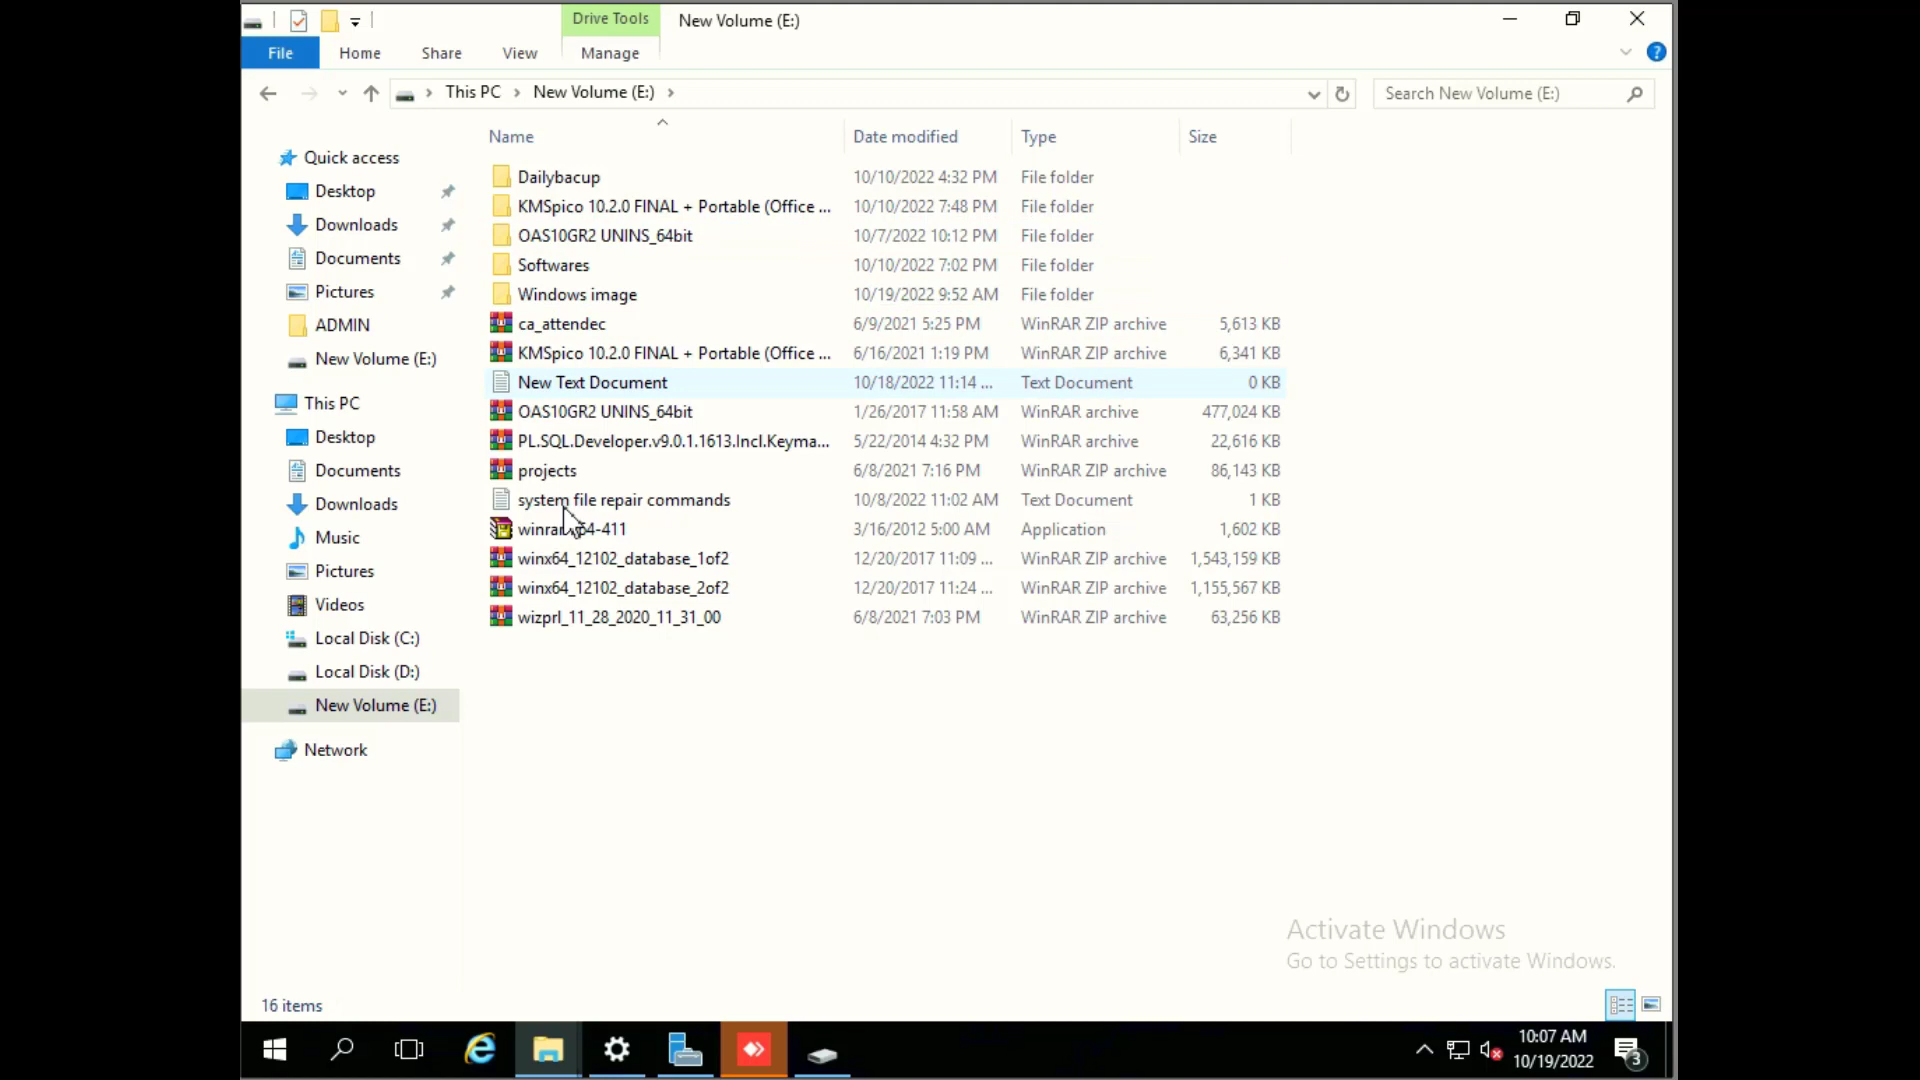 Drive Tools
New Volume (E:)
File
Home
Share
View
Manage
This PC
New Volume (E:)
Search New Volume (E:)
Name
Date modified
Type
Size
Quick access
Desktop
Downloads
Documents
Pictures
ADMIN
New Volume (E:)
This PC
Desktop
Documents
Downloads
Music
Pictures
Videos
Local Disk (C:)
Local Disk (D:)
New Volume (E:)
Network
Dailybacup 10/10/2022 4:32 PM File folder
KMSpico 10.2.0 FINAL + Portable (Office ... 10/10/2022 7:48 PM File folder
OAS10GR2 UNINS_64bit 10/7/2022 10:12 PM File folder
Softwares 10/10/2022 7:02 PM File folder
Windows image 10/19/2022 9:52 AM File folder
ca_attendec 6/9/2021 5:25 PM WinRAR ZIP archive 5,613 KB
KMSpico 10.2.0 FINAL + Portable (Office ... 6/16/2021 1:19 PM WinRAR ZIP archive 6,341 KB
New Text Document 10/18/2022 11:14 ... Text Document 0 KB
OAS10GR2 UNINS_64bit 1/26/2017 11:58 AM WinRAR archive 477,024 KB
PL.SQL.Developer.v9.0.1.1613.Incl.Keyma... 5/22/2014 4:32 PM WinRAR archive 22,616 KB
projects 6/8/2021 7:16 PM WinRAR ZIP archive 86,143 KB
system file repair commands 10/8/2022 11:02 AM Text Document 1 KB
3/16/2012 5:00 AM Application 1,602 KB
winx64_12102_database_1of2 12/20/2017 11:09 ... WinRAR ZIP archive 1,543,159 KB
winx64_12102_database_2of2 12/20/2017 11:24 ... WinRAR ZIP archive 1,155,567 KB
wizprl_11_28_2020_11_31_00 6/8/2021 7:03 PM WinRAR ZIP archive 63,256 KB
Activate Windows
Go to Settings to activate Windows.
16 items
10:07 AM
10/19/2022
3